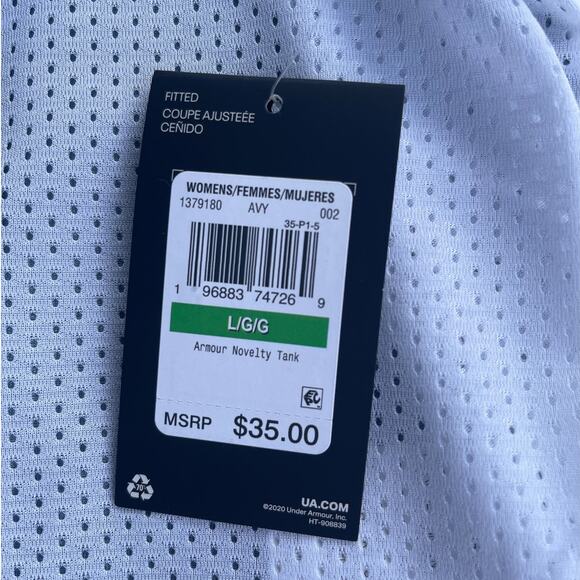 FITTED
COUPE AJUSTEÉE
CEÑIDO
WOMENS/FEMMES/MUJERES
1379180 AVY 002
35-P1-5
1 96883 74726 9
L/G/G
Armour Novelty Tank
MSRP $35.00
70
UA.COM
©2020 Under Armour, Inc.
HT-908839